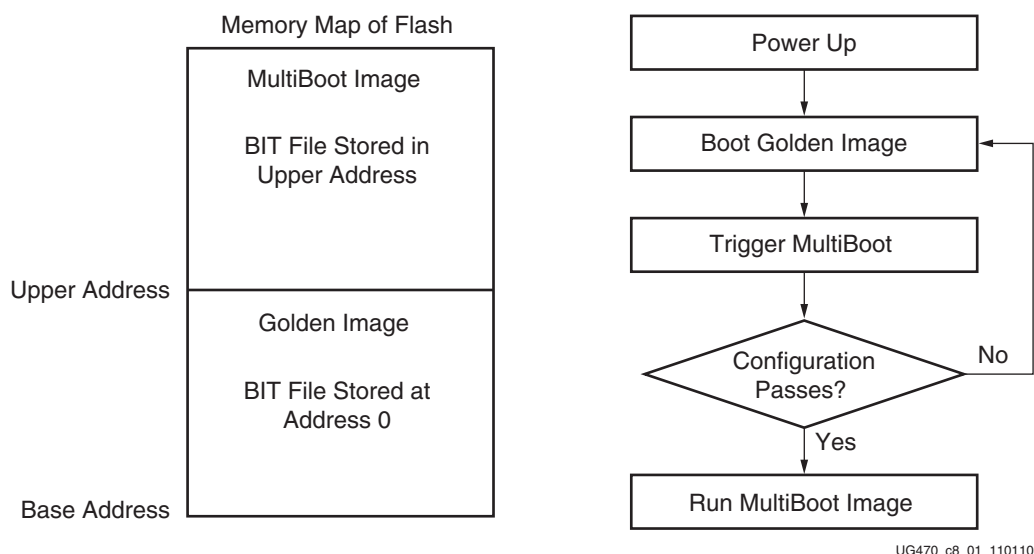 Memory Map of Flash
MultiBoot Image
BIT File Stored in
Upper Address
Upper Address
Golden Image
BIT File Stored at
Address 0
Base Address
Power Up
Boot Golden Image
Trigger MultiBoot
Configuration
Passes?
No
Yes
Run MultiBoot Image
UG470_c8_01_110110